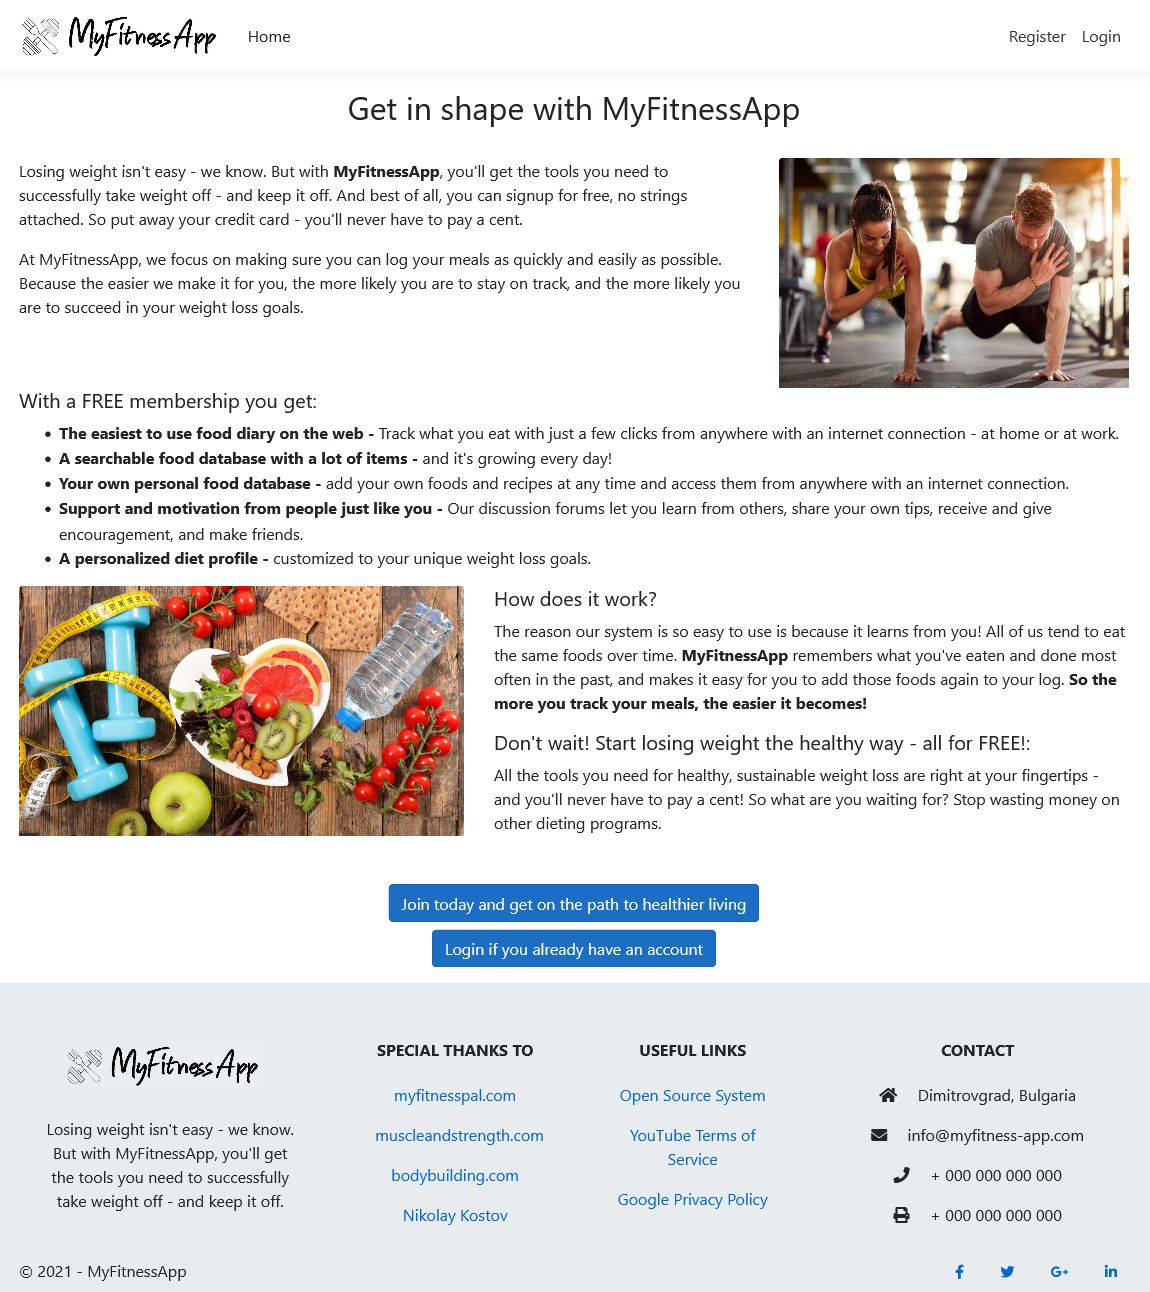 MyFitnessApp
Home
Register
Login
Get in shape with MyFitnessApp
Losing weight isn't easy - we know. But with MyFitnessApp, you'll get the tools you need to
successfully take weight off - and keep it off. And best of all, you can signup for free, no strings
attached. So put away your credit card - you'll never have to pay a cent.
At MyFitnessApp, we focus on making sure you can log your meals as quickly and easily as possible.
Because the easier we make it for you, the more likely you are to stay on track, and the more likely you
are to succeed in your weight loss goals.
With a FREE membership you get:
• The easiest to use food diary on the web - Track what you eat with just a few clicks from anywhere with an internet connection - at home or at work.
• A searchable food database with a lot of items - and it's growing every day!
• Your own personal food database - add your own foods and recipes at any time and access them from anywhere with an internet connection.
• Support and motivation from people just like you - Our discussion forums let you learn from others, share your own tips, receive and give
encouragement, and make friends.
• A personalized diet profile - customized to your unique weight loss goals.
How does it work?
The reason our system is so easy to use is because it learns from you! All of us tend to eat
the same foods over time. MyFitnessApp remembers what you've eaten and done most
often in the past, and makes it easy for you to add those foods again to your log. So the
more you track your meals, the easier it becomes!
Don't wait! Start losing weight the healthy way - all for FREE!:
All the tools you need for healthy, sustainable weight loss are right at your fingertips -
and you'll never have to pay a cent! So what are you waiting for? Stop wasting money on
other dieting programs.
Join today and get on the path to healthier living
Login if you already have an account
MyFitnessApp
Losing weight isn't easy - we know.
But with MyFitnessApp, you'll get
the tools you need to successfully
take weight off - and keep it off.
SPECIAL THANKS TO
myfitnesspal.com
muscleandstrength.com
bodybuilding.com
Nikolay Kostov
USEFUL LINKS
Open Source System
YouTube Terms of
Service
Google Privacy Policy
CONTACT
Dimitrovgrad, Bulgaria
info@myfitness-app.com
+ 000 000 000 000
+ 000 000 000 000
© 2021 - MyFitnessApp